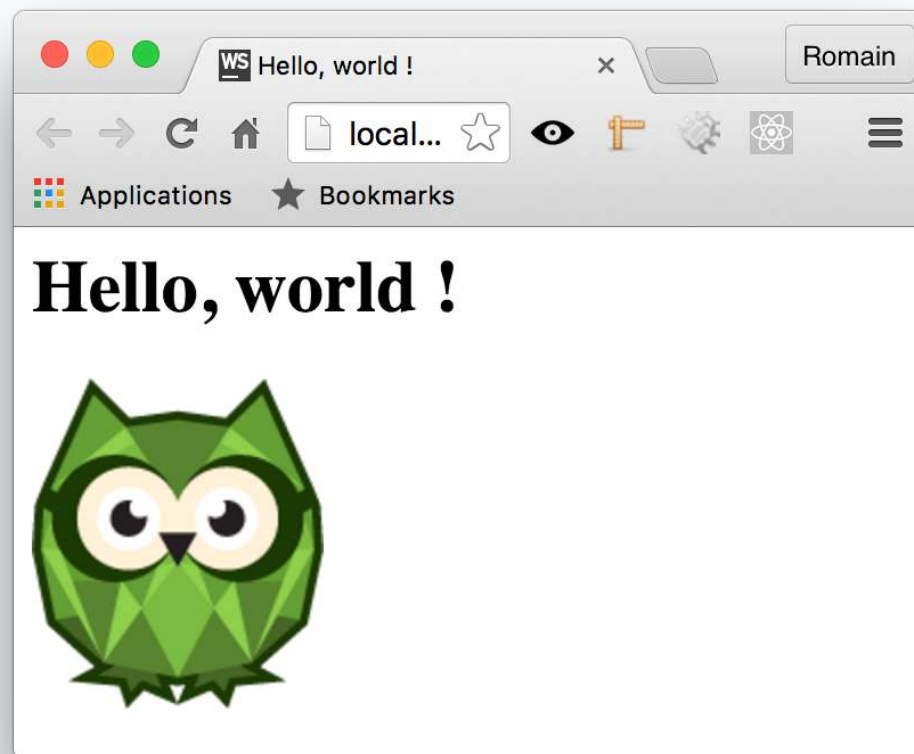 WS Hello, world !
Romain
local...
Applications
Bookmarks
Hello, world !